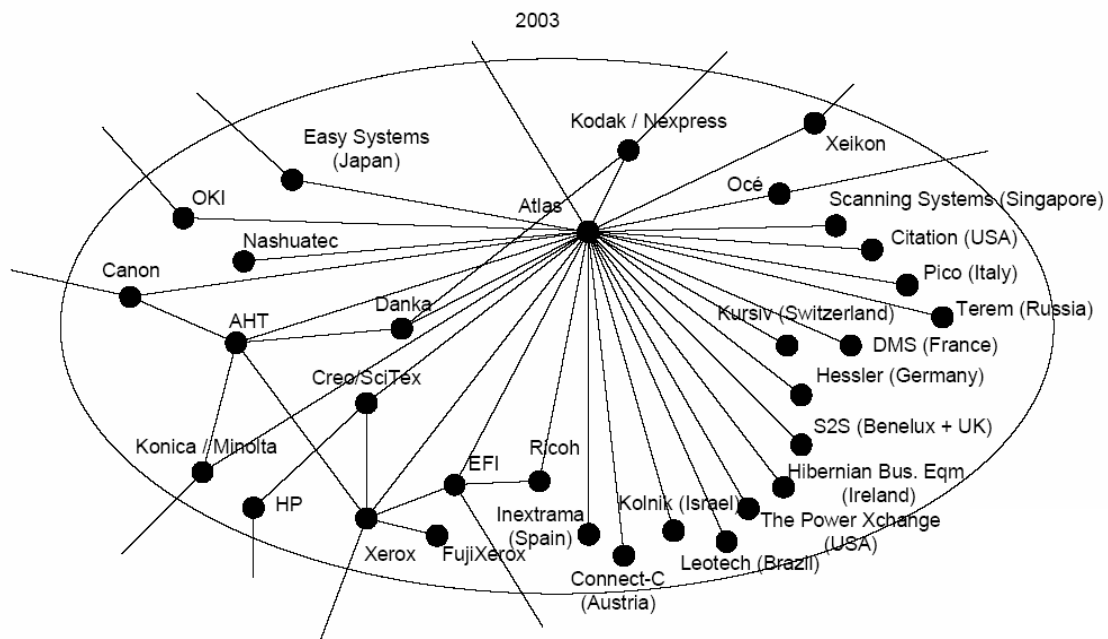 2003
Kodak / Nexpress
Easy Systems
(Japan)
Xeikon
Océ
OKI
Atlas
Scanning Systems (Singapore)
Nashuatec
Citation (USA)
Canon
Pico (Italy)
Danka
Terem (Russia)
AHT
Kursiv (Switzerland)
DMS (France)
Creo/SciTex
Hessler (Germany)
S2S (Benelux + UK)
Konica / Minolta
Ricoh
EFI
Hibernian Bus. Eqm
(Ireland)
HP
Kolnik (Israel)
Inextrama
(Spain)
The Power Xchange
(USA)
Xerox
FujiXerox
Leotech (Brazil)
Connect-C
(Austria)